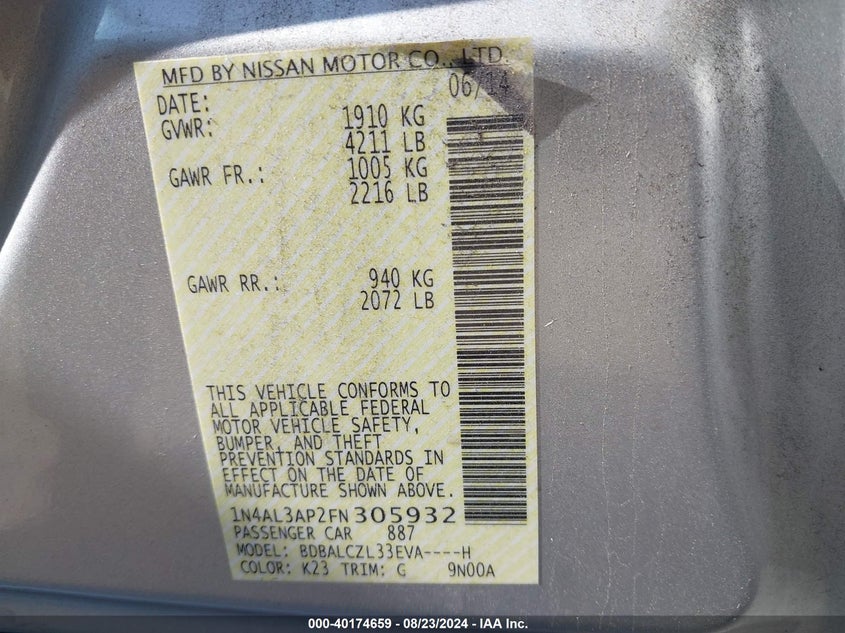 MFD BY NISSAN MOTOR CO., LTD.
DATE: 06/14
GVWR: 1910 KG
4211 LB
GAWR FR.: 1005 KG
2216 LB
GAWR RR.: 940 KG
2072 LB
THIS VEHICLE CONFORMS TO
ALL APPLICABLE FEDERAL
MOTOR VEHICLE SAFETY,
BUMPER, AND THEFT
PREVENTION STANDARDS IN
EFFECT ON THE DATE OF
MANUFACTURE SHOWN ABOVE.
1N4AL3AP2FN305932
PASSENGER CAR 887
MODEL: BDBALCZL33EVA----H
COLOR: K23 TRIM: G 9N00A
000-40174659 - 08/23/2024 - IAA Inc.